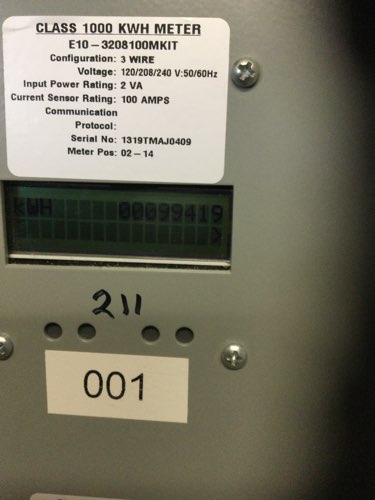 CLASS 1000 KWH METER
E10-3208100MKIT
Configuration: 3 WIRE
Voltage: 120/208/240 V:50/60Hz
Input Power Rating: 2 VA
Current Sensor Rating: 100 AMPS
Communication
Protocol:
Serial No: 1319TMAJ0409
Meter Pos: 02-14
kWH 00099419
>
211
001